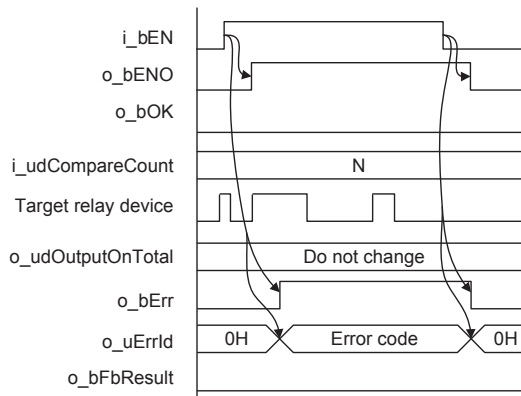 i_bEN
o_bENO
o_bOK
i_udCompareCount N
Target relay device
o_udOutputOnTotal Do not change
o_bErr
o_uErrId 0H Error code 0H
o_bFbResult